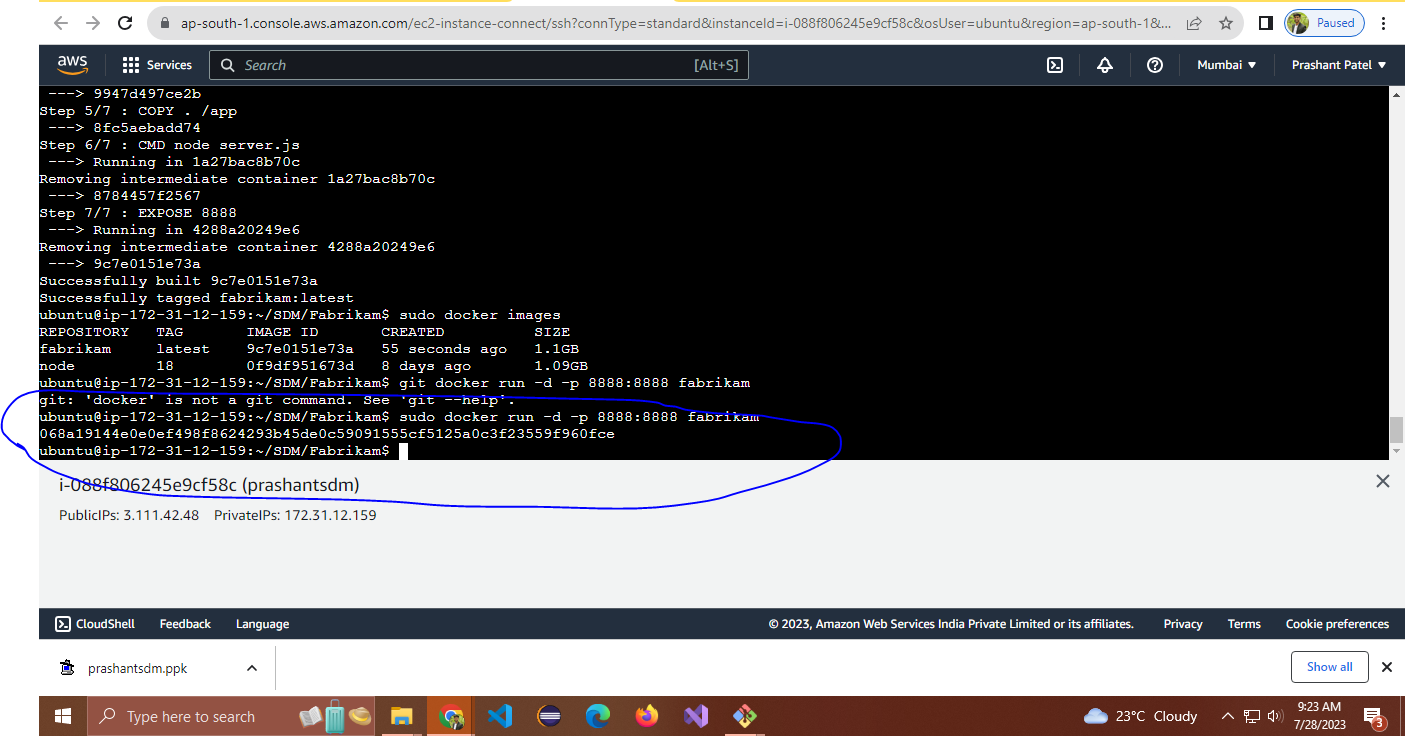 ap-south-1.console.aws.amazon.com/ec2-instance-connect/ssh?connType=standard&instanceId=i-088f806245e9cf58c&osUser=ubuntu&region=ap-south-1&... Paused
aws Services Search [Alt+S] Mumbai Prashant Patel
---> 9947d497ce2b
Step 5/7 : COPY . /app
---> 8fc5aebadd74
Step 6/7 : CMD node server.js
---> Running in 1a27bac8b70c
Removing intermediate container 1a27bac8b70c
---> 8784457f2567
Step 7/7 : EXPOSE 8888
---> Running in 4288a20249e6
Removing intermediate container 4288a20249e6
---> 9c7e0151e73a
Successfully built 9c7e0151e73a
Successfully tagged fabrikam:latest
ubuntu@ip-172-31-12-159:~/SDM/Fabrikam$ sudo docker images
REPOSITORY TAG IMAGE ID CREATED SIZE
fabrikam latest 9c7e0151e73a 55 seconds ago 1.1GB
node 18 0f9df951673d 8 days ago 1.09GB
ubuntu@ip-172-31-12-159:~/SDM/Fabrikam$ git docker run -d -p 8888:8888 fabrikam
git: 'docker' is not a git command. See 'git --help'.
ubuntu@ip-172-31-12-159:~/SDM/Fabrikam$ sudo docker run -d -p 8888:8888 fabrikam
068a19144e0e0ef498f8624293b45de0c59091555cf5125a0c3f23559f960fce
ubuntu@ip-172-31-12-159:~/SDM/Fabrikam$
i-088f806245e9cf58c (prashantsdm)
PublicIPs: 3.111.42.48 PrivateIPs: 172.31.12.159
CloudShell Feedback Language © 2023, Amazon Web Services India Private Limited or its affiliates. Privacy Terms Cookie preferences
prashantsdm.ppk Show all
Type here to search 23°C Cloudy 9:23 AM
7/28/2023 3